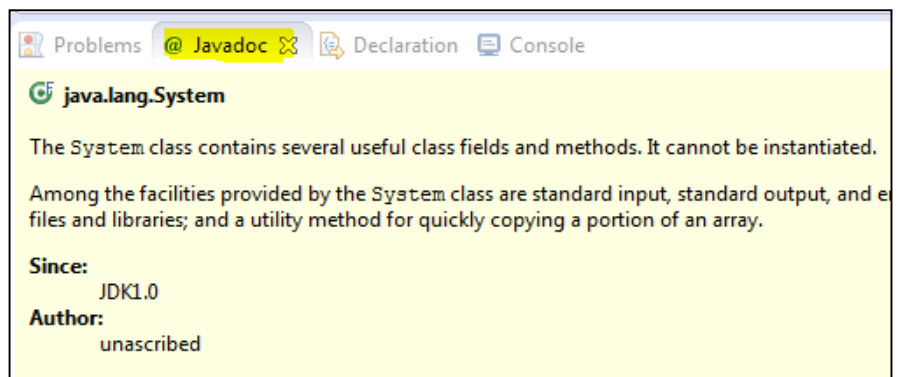 Problems @ Javadoc Declaration Console
java.lang.System
The System class contains several useful class fields and methods. It cannot be instantiated.
Among the facilities provided by the System class are standard input, standard output, and
files and libraries; and a utility method for quickly copying a portion of an array.
Since:
JDK1.0
Author:
unascribed